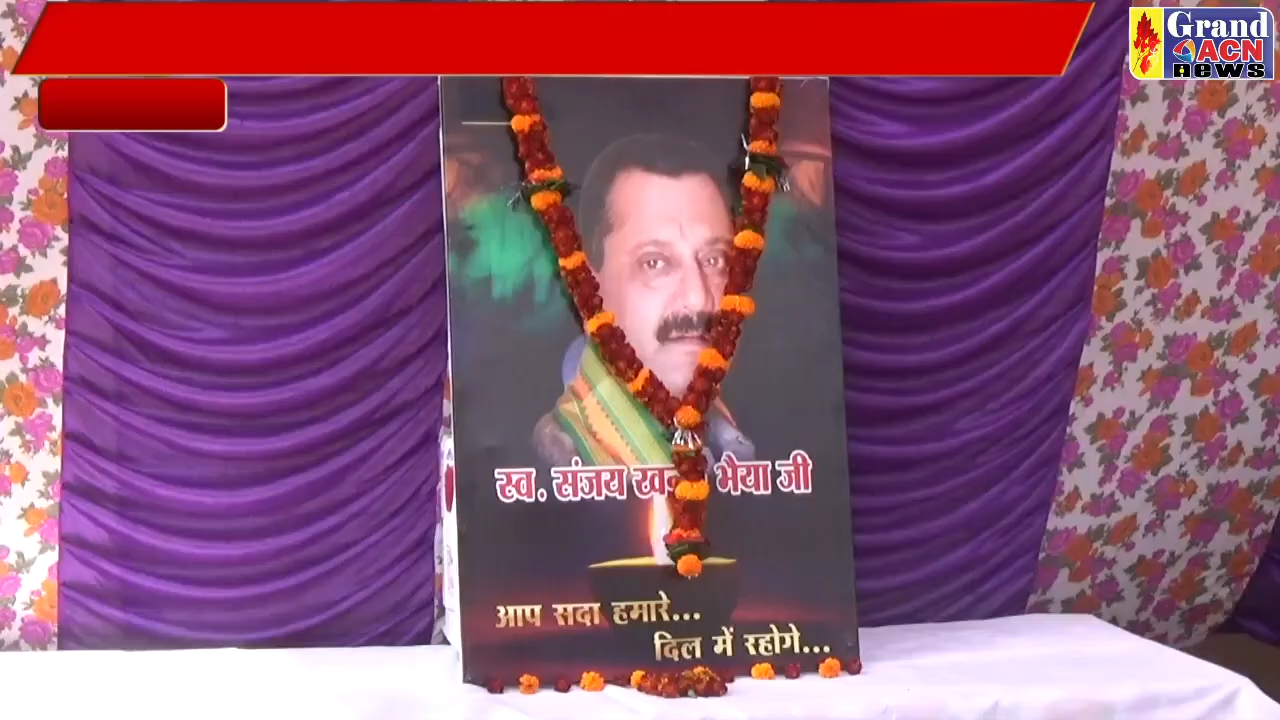 Grand
ACN
news
स्व. संजय भैया जी
आप सदा हमारे...
दिल में रहोगे...